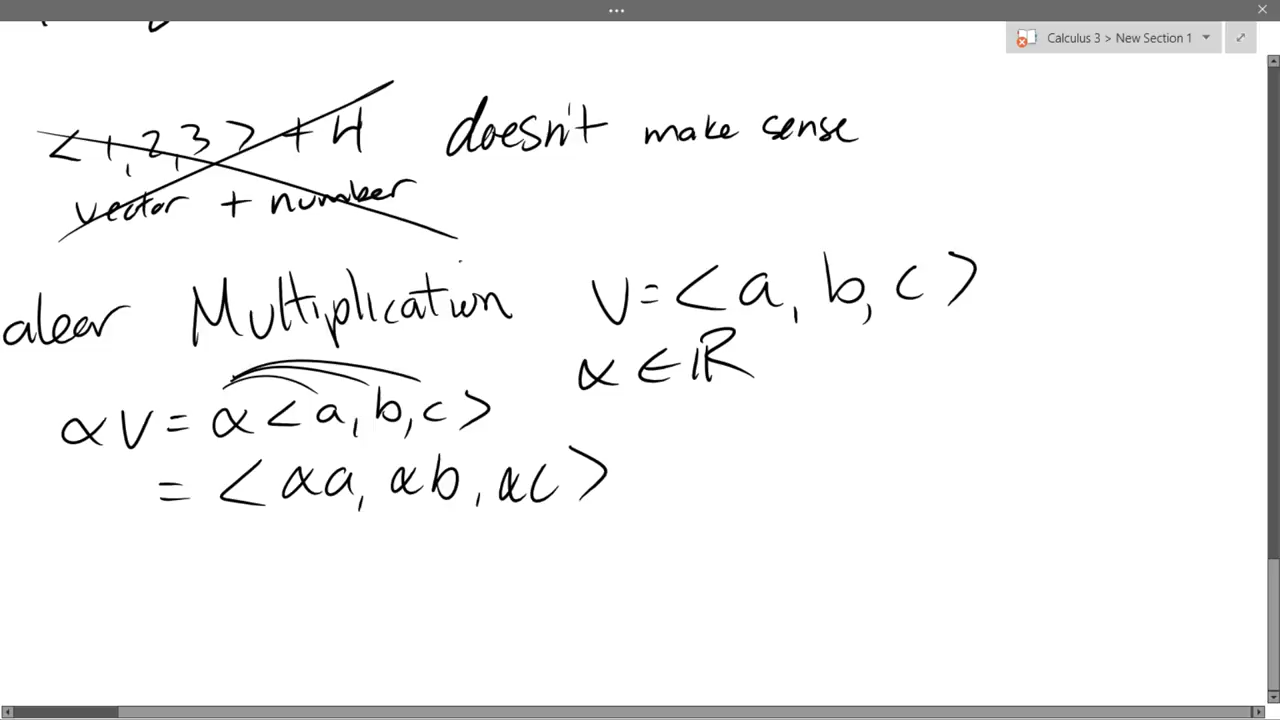 Calculus 3 > New Section 1
<1,2,3> + 4 doesn't make sense
vector + number
alear Multiplication v = <a, b, c>
α ∈ ℝ
αv = α<a, b, c>
= <αa, αb, αc>